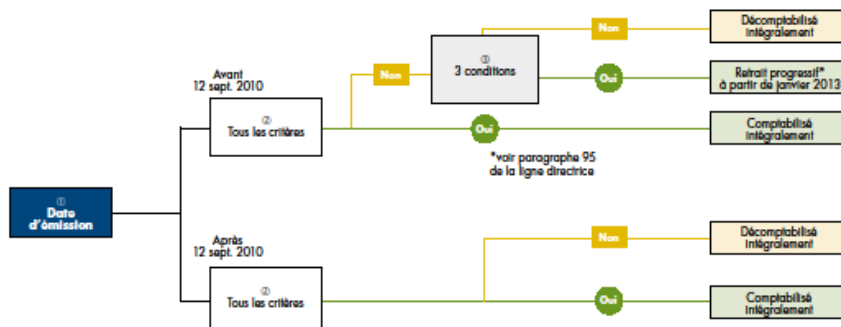 Non
Décomptabilisé
intégralement
③
3 conditions
Non
Oui
Retrait progressif*
à partir de janvier 2013
Avant
12 sept. 2010
②
Tous les critères
Oui
Comptabilisé
intégralement
*voir paragraphe 95
de la ligne directrice
①
Date
d'émission
Après
12 sept. 2010
②
Tous les critères
Non
Décomptabilisé
intégralement
Oui
Comptabilisé
intégralement